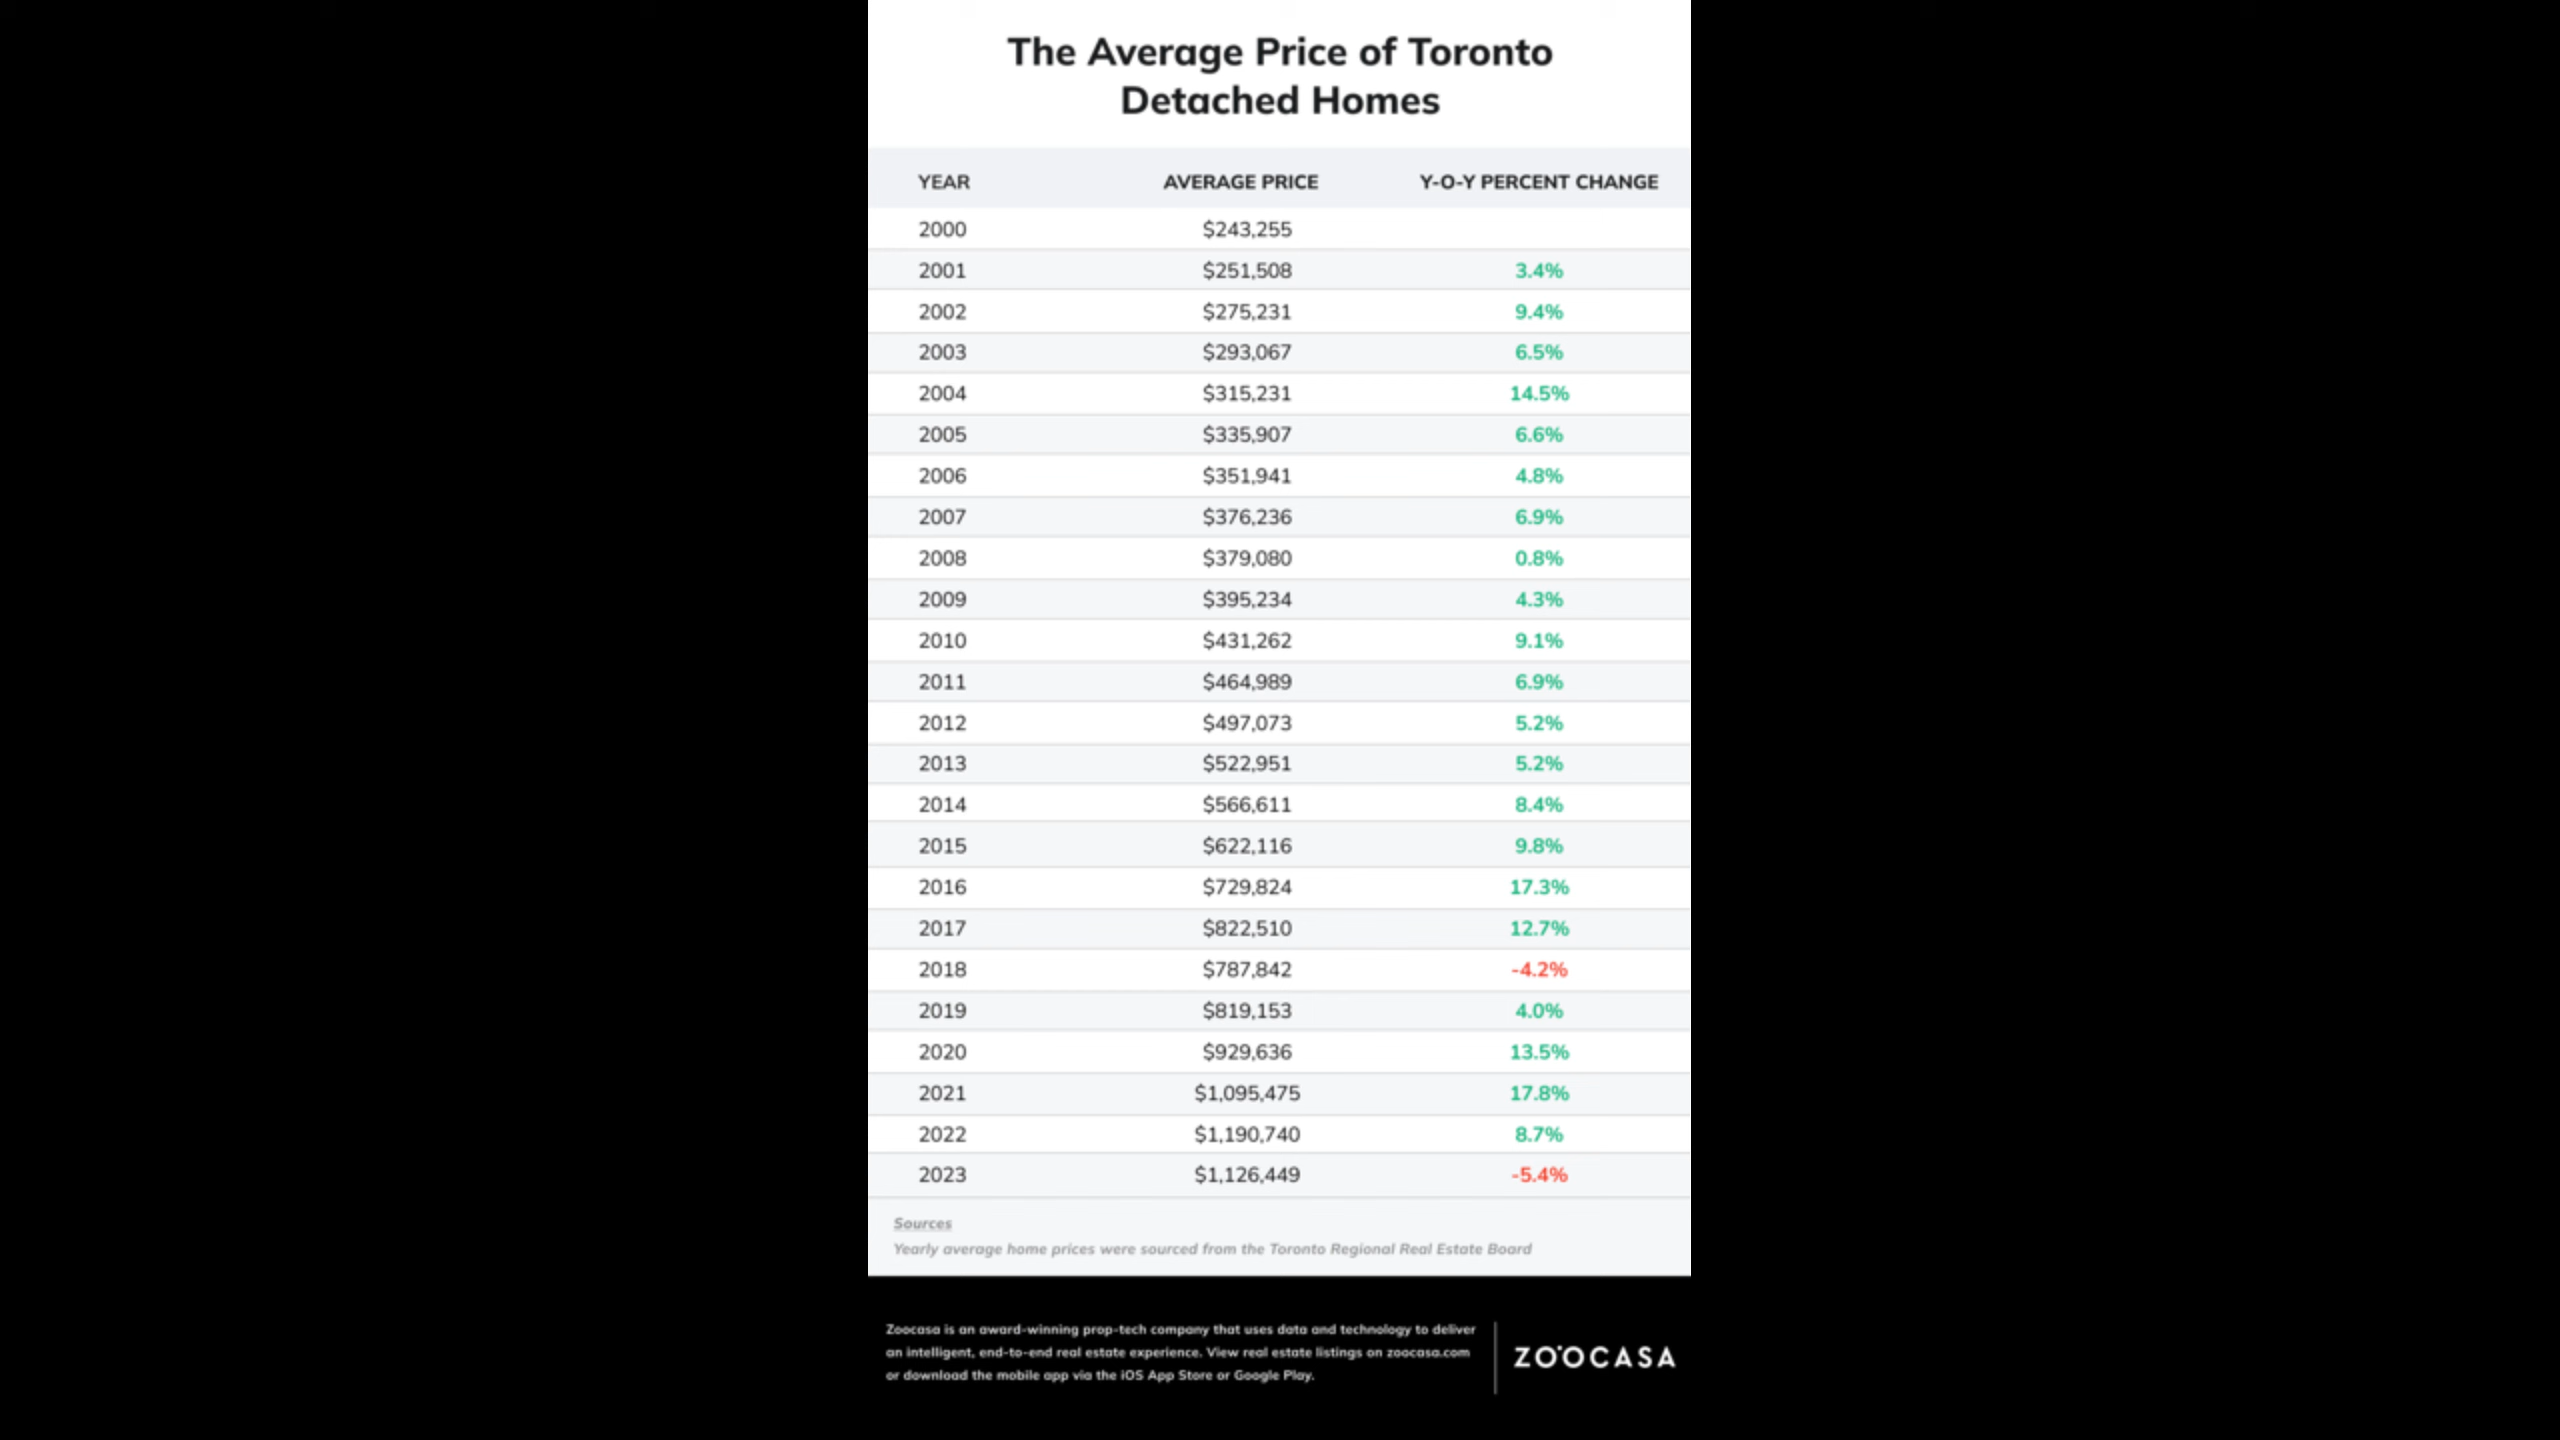 The Average Price of Toronto
Detached Homes
YEAR AVERAGE PRICE Y-O-Y PERCENT CHANGE
2000 $243,255
2001 $251,508 3.4%
2002 $275,231 9.4%
2003 $293,067 6.5%
2004 $315,231 14.5%
2005 $335,907 6.6%
2006 $351,941 4.8%
2007 $376,236 6.9%
2008 $379,080 0.8%
2009 $395,234 4.3%
2010 $431,262 9.1%
2011 $464,989 6.9%
2012 $497,073 5.2%
2013 $522,951 5.2%
2014 $566,611 8.4%
2015 $622,116 9.8%
2016 $729,824 17.3%
2017 $822,510 12.7%
2018 $787,842 -4.2%
2019 $819,153 4.0%
2020 $929,636 13.5%
2021 $1,095,475 17.8%
2022 $1,190,740 8.7%
2023 $1,126,449 -5.4%
Sources
Yearly average home prices were sourced from the Toronto Regional Real Estate Board
Zoocasa is an award-winning prop-tech company that uses data and technology to deliver
an intelligent, end-to-end real estate experience. View real estate listings on zoocasa.com
or download the mobile app via the iOS App Store or Google Play.
ZOOCASA